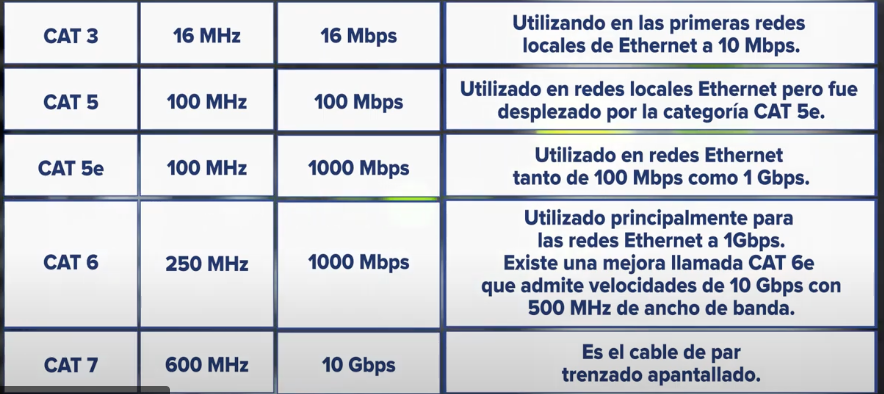 CAT 3
16 MHz
16 Mbps
Utilizando en las primeras redes
locales de Ethernet a 10 Mbps.
CAT 5
100 MHz
100 Mbps
Utilizado en redes locales Ethernet pero fue
desplezado por la categoría CAT 5e.
CAT 5e
100 MHz
1000 Mbps
Utilizado en redes Ethernet
tanto de 100 Mbps como 1 Gbps.
CAT 6
250 MHz
1000 Mbps
Utilizado principalmente para
las redes Ethernet a 1Gbps.
Existe una mejora llamada CAT 6e
que admite velocidades de 10 Gbps con
500 MHz de ancho de banda.
CAT 7
600 MHz
10 Gbps
Es el cable de par
trenzado apantallado.